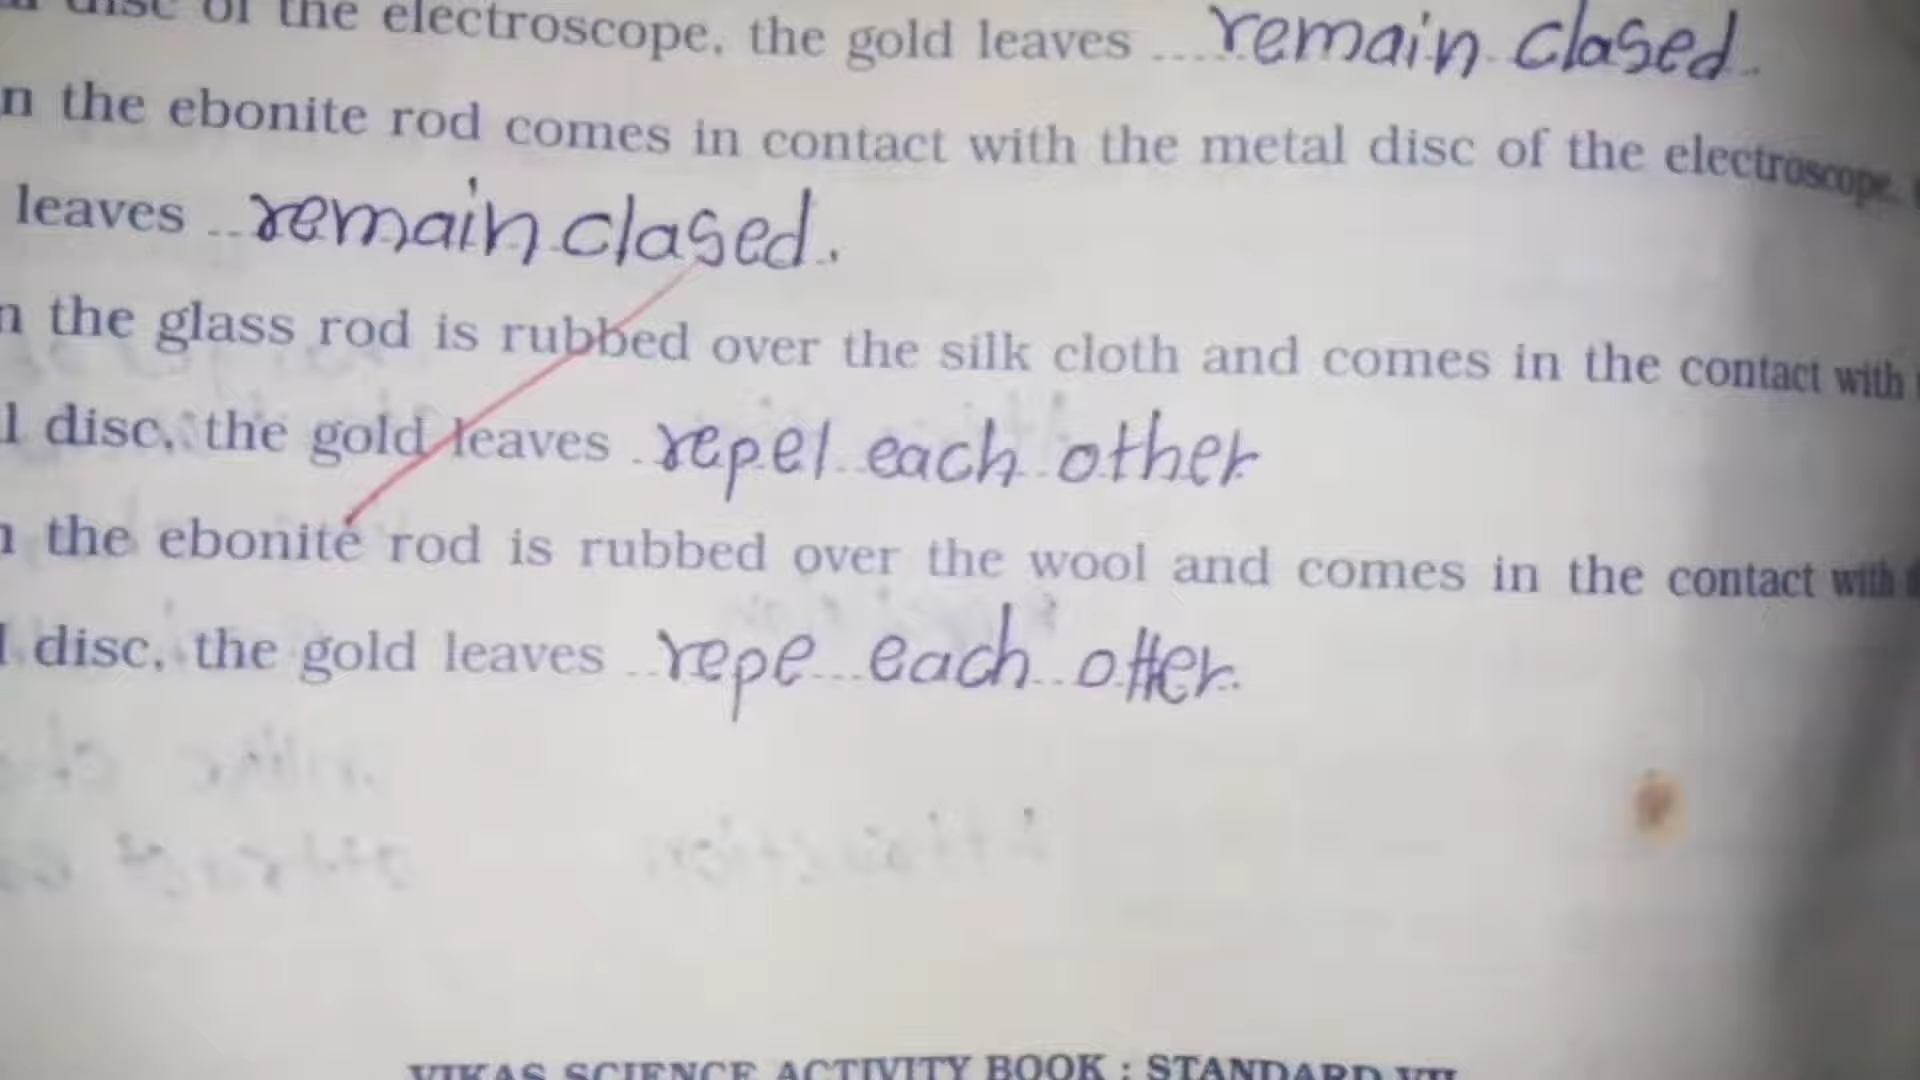 disc of the electroscope, the gold leaves remain clased.
n the ebonite rod comes in contact with the metal disc of the electroscope,
leaves remain clased.
n the glass rod is rubbed over the silk cloth and comes in the contact with
l disc, the gold leaves repel each other
n the ebonite rod is rubbed over the wool and comes in the contact with
l disc, the gold leaves repe each otter.
VIKAS SCIENCE ACTIVITY BOOK : STANDARD VII